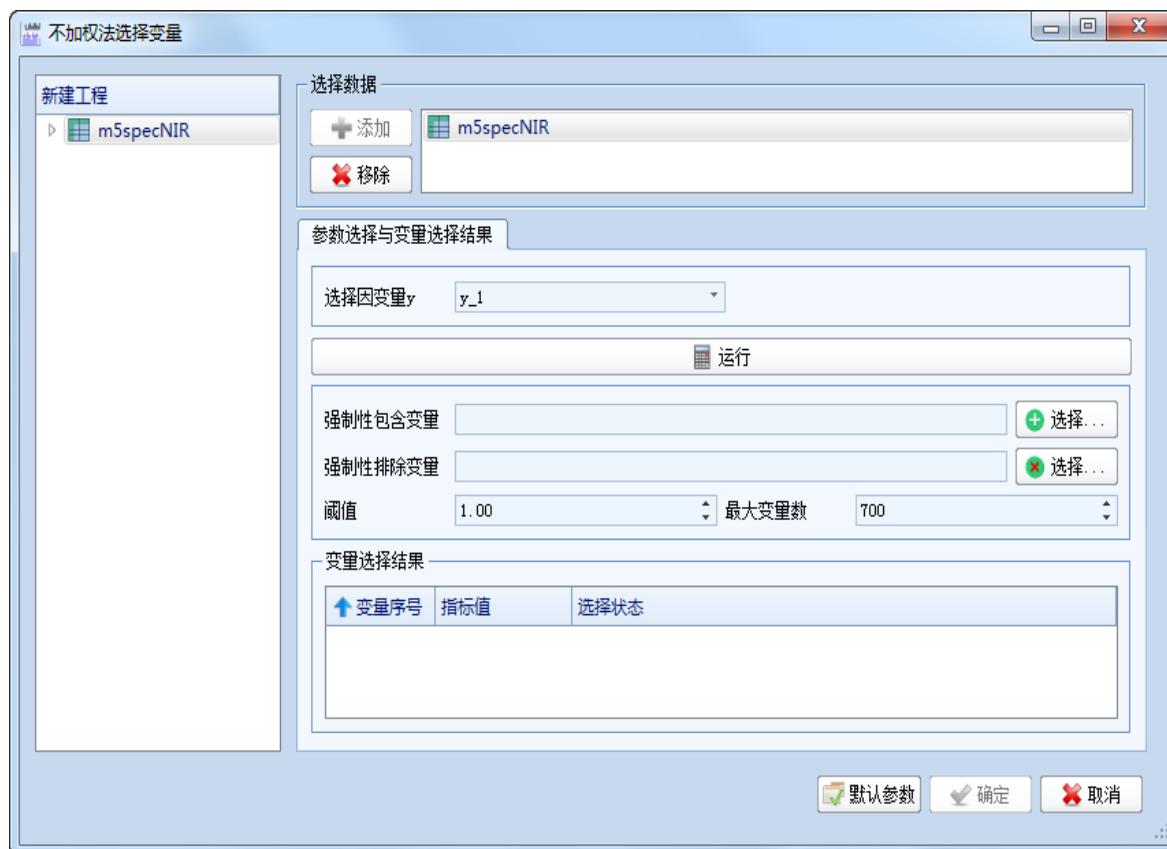 不加权法选择变量
新建工程
m5specNIR
选择数据
添加
m5specNIR
移除
参数选择与变量选择结果
选择因变量y y_1
运行
强制性包含变量 选择...
强制性排除变量 选择...
阈值 1.00 最大变量数 700
变量选择结果
变量序号 指标值 选择状态
默认参数 确定 取消